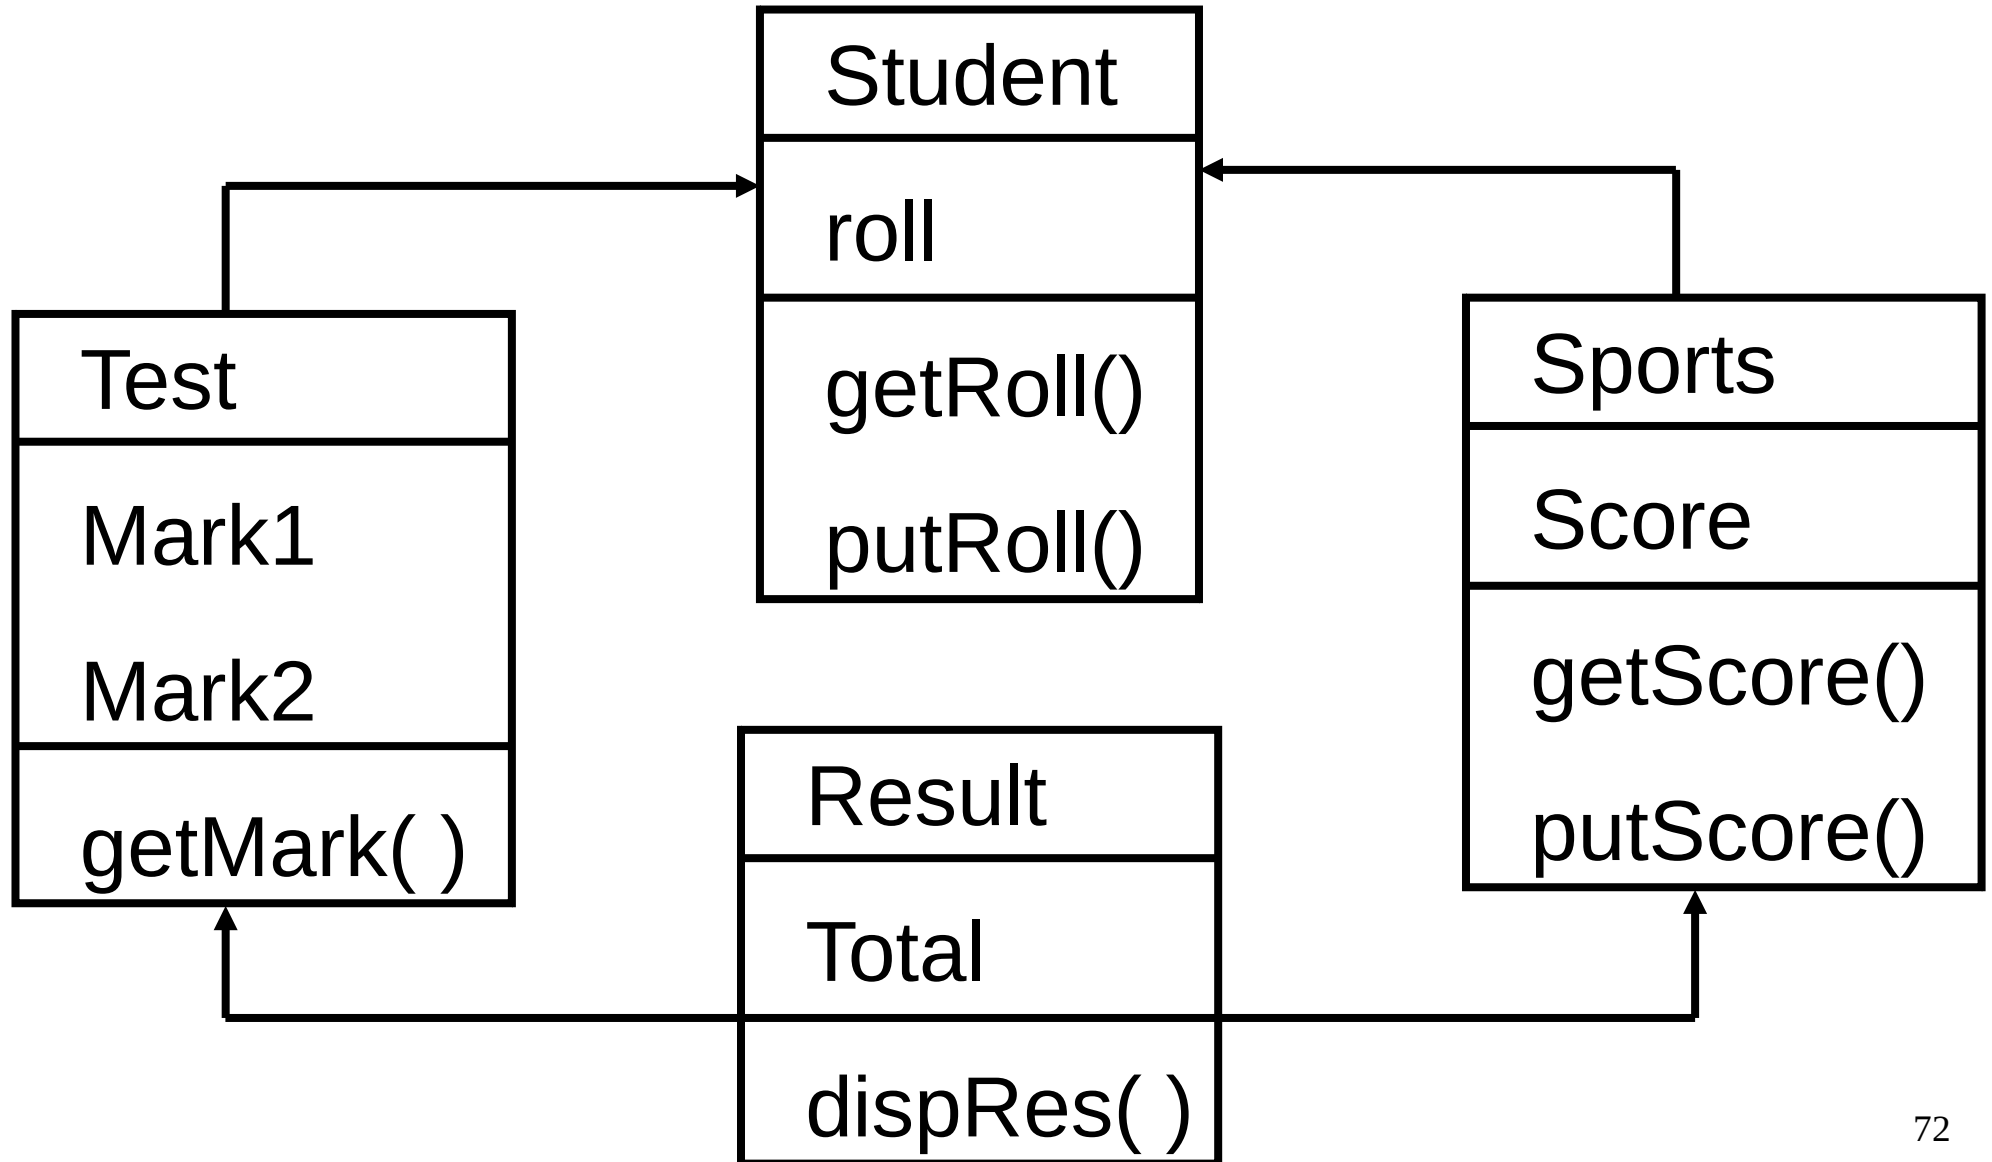 Student
roll
getRoll()
putRoll()
Test
Mark1
Mark2
getMark( )
Sports
Score
getScore()
putScore()
Result
Total
dispRes( )
72